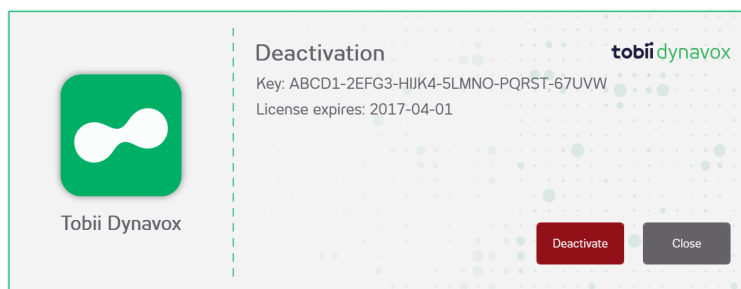 Deactivation
tobii dynavox
Key: ABCD1-2EFG3-HIJK4-5LMNO-PQRST-67UVW
License expires: 2017-04-01
Tobii Dynavox
Deactivate
Close